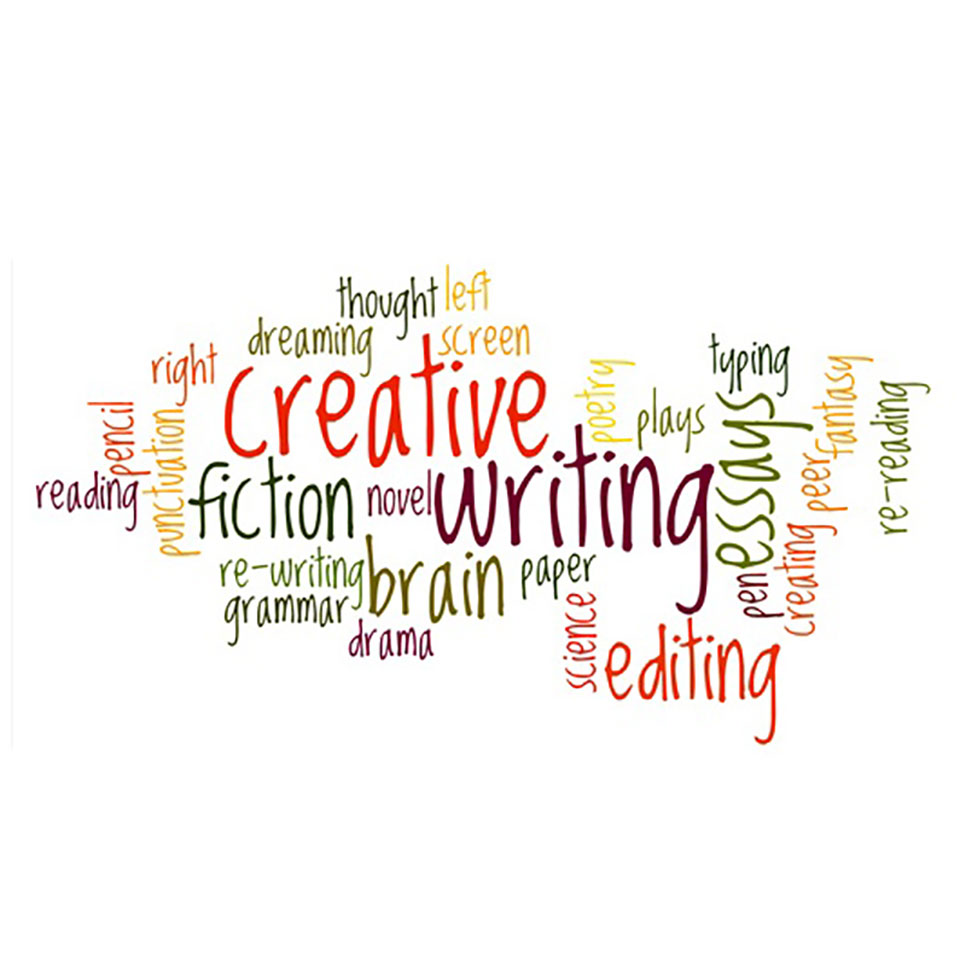 thought left
dreaming screen
right
creative
poetry
plays
typing
essays
fantasy
re-reading
pencil
punctuation
reading
fiction novel writing
peer
creating
pen
re-writing brain paper
grammar
drama
science
editing